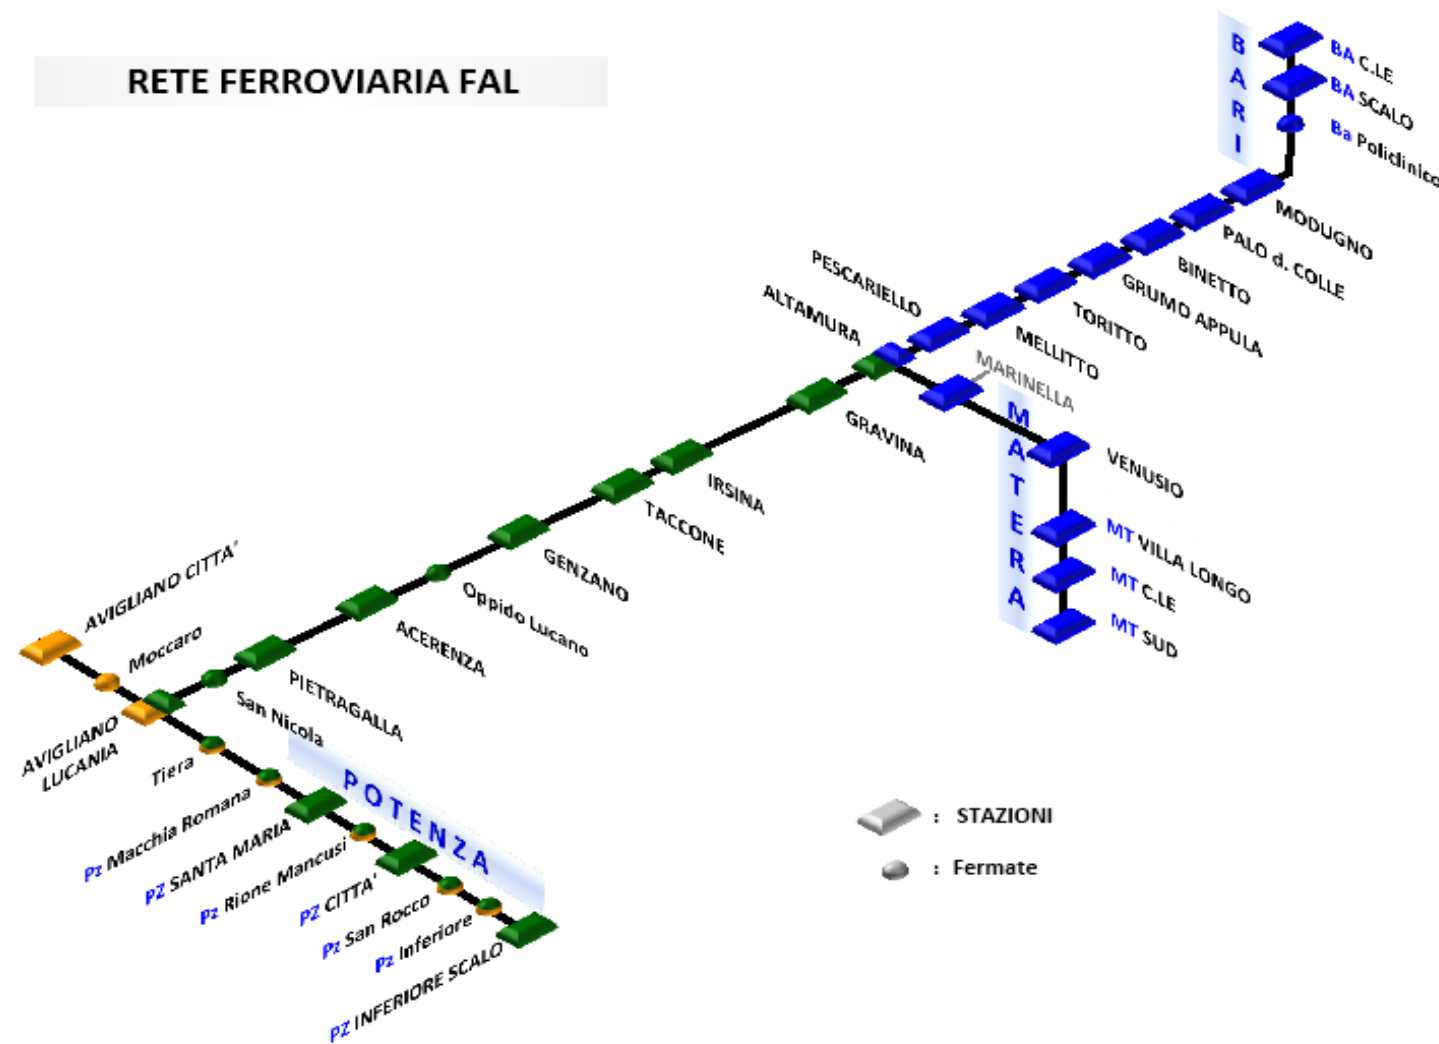 RETE FERROVIARIA FAL
BARI
BA C.LE
BA SCALO
Ba Policlinico
MODUGNO
PALO d. COLLE
BINETTO
GRUMO APPULA
TORITTO
MELLITTO
PESCARIELLO
ALTAMURA
MARINELLA
MATERA
VENUSIO
MT VILLA LONGO
MT C.LE
MT SUD
GRAVINA
IRSINA
TACCONE
GENZANO
Oppido Lucano
ACERENZA
PIETRAGALLA
San Nicola
AVIGLIANO CITTA'
Moccaro
AVIGLIANO
LUCANIA
Tiera
POTENZA
Pz Macchia Romana
PZ SANTA MARIA
Pz Rione Mancusi
PZ CITTA'
Pz San Rocco
Pz Inferiore
PZ INFERIORE SCALO
: STAZIONI
: Fermate